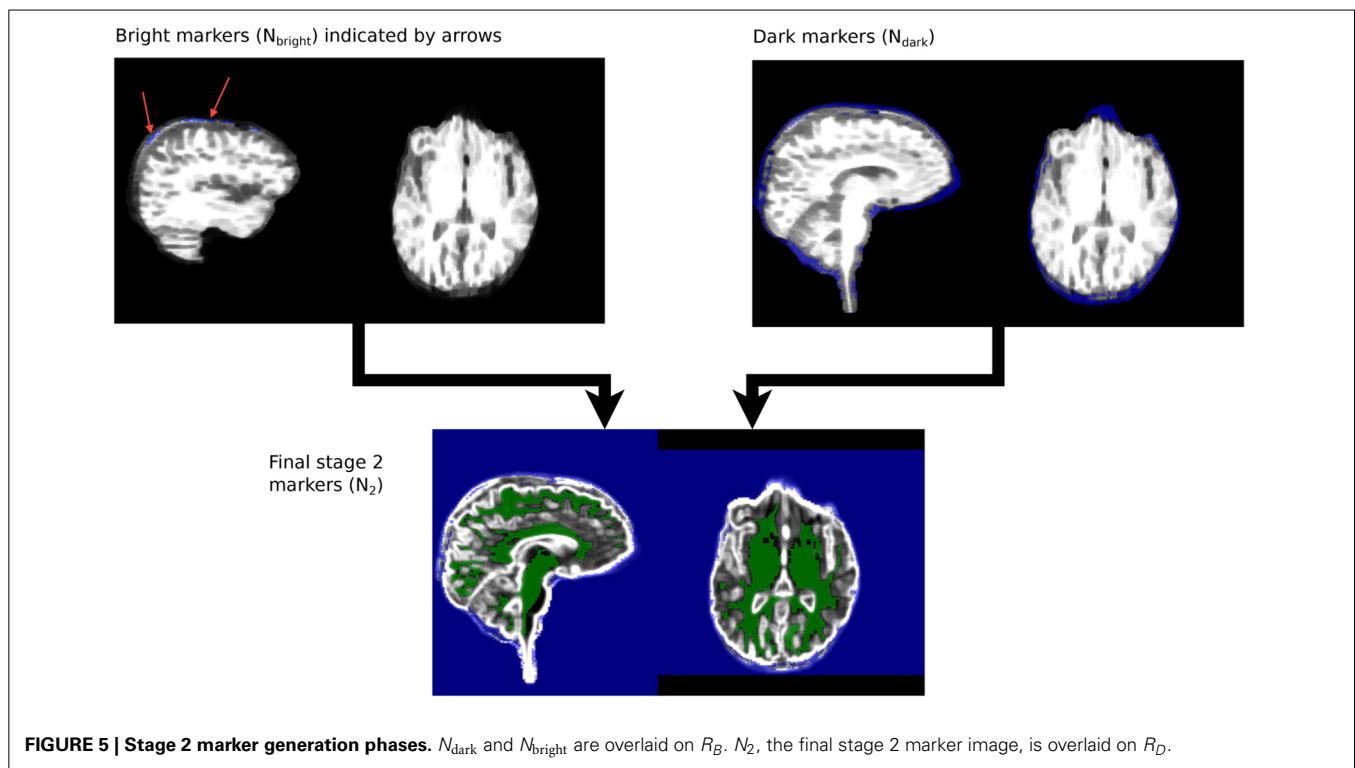 Bright markers (Nbright) indicated by arrows
Dark markers (Ndark)
Final stage 2
markers (N2)
FIGURE 5 | Stage 2 marker generation phases. Ndark and Nbright are overlaid on RB. N2, the final stage 2 marker image, is overlaid on RD.